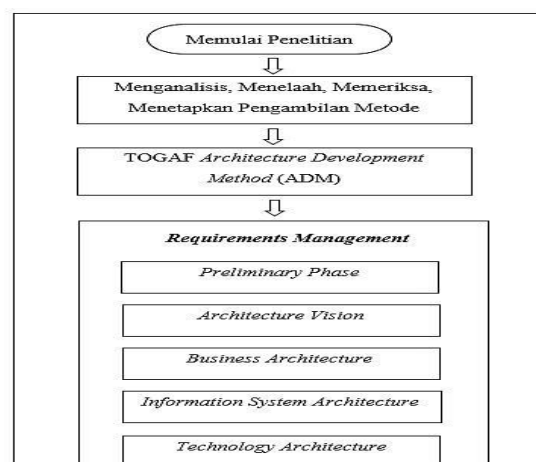 Memulai Penelitian
Menganalisis, Menelaah, Memeriksa,
Menetapkan Pengambilan Metode
TOGAF Architecture Development
Method (ADM)
Requirements Management
Preliminary Phase
Architecture Vision
Business Architecture
Information System Architecture
Technology Architecture